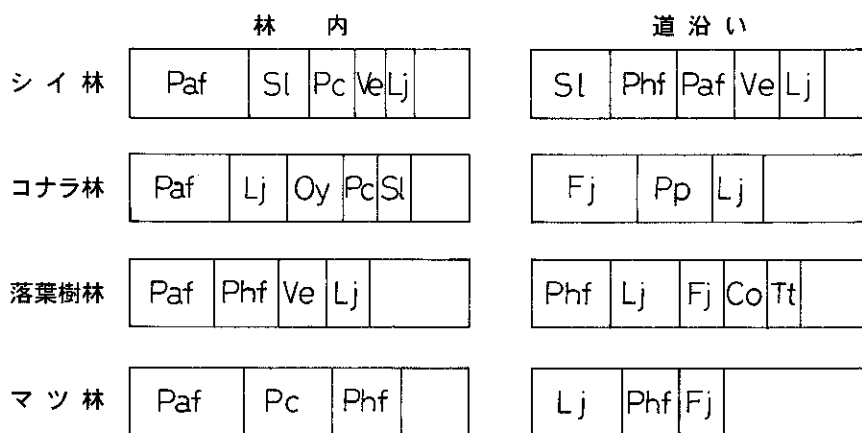 林 内 道沿い
シイ林 Paf Sl Pc Ve Lj Sl Phf Paf Ve Lj
コナラ林 Paf Lj Oy Pc Sl Fj Pp Lj
落葉樹林 Paf Phf Ve Lj Phf Lj Fj Co Tt
マツ林 Paf Pc Phf Lj Phf Fj